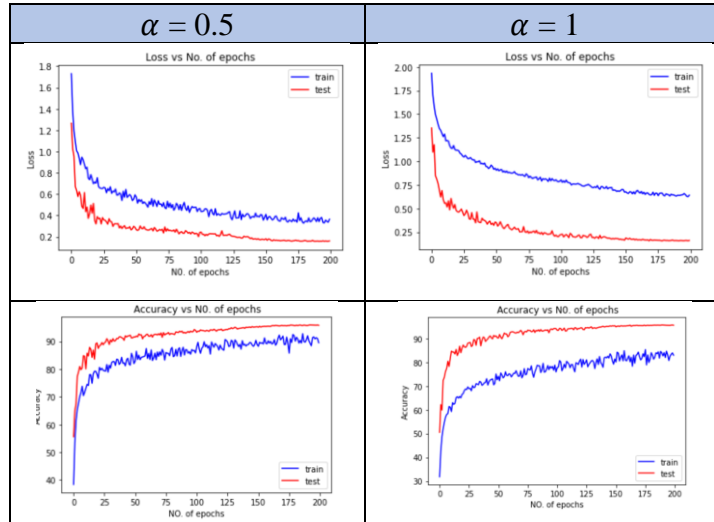 α = 0.5
α = 1
Loss vs No. of epochs
1.8
1.6
1.4
1.2
1.0
0.8
0.6
0.4
0.2
Loss
train
test
0 25 50 75 100 125 150 175 200
N0. of epochs
Loss vs No. of epochs
2.00
1.75
1.50
1.25
1.00
0.75
0.50
0.25
Loss
train
test
0 25 50 75 100 125 150 175 200
N0. of epochs
Accuracy vs N0. of epochs
90
80
70
60
50
40
Accuracy
train
test
0 25 50 75 100 125 150 175 200
N0. of epochs
Accuracy vs N0. of epochs
90
80
70
60
50
40
30
Accuracy
train
test
0 25 50 75 100 125 150 175 200
N0. of epochs